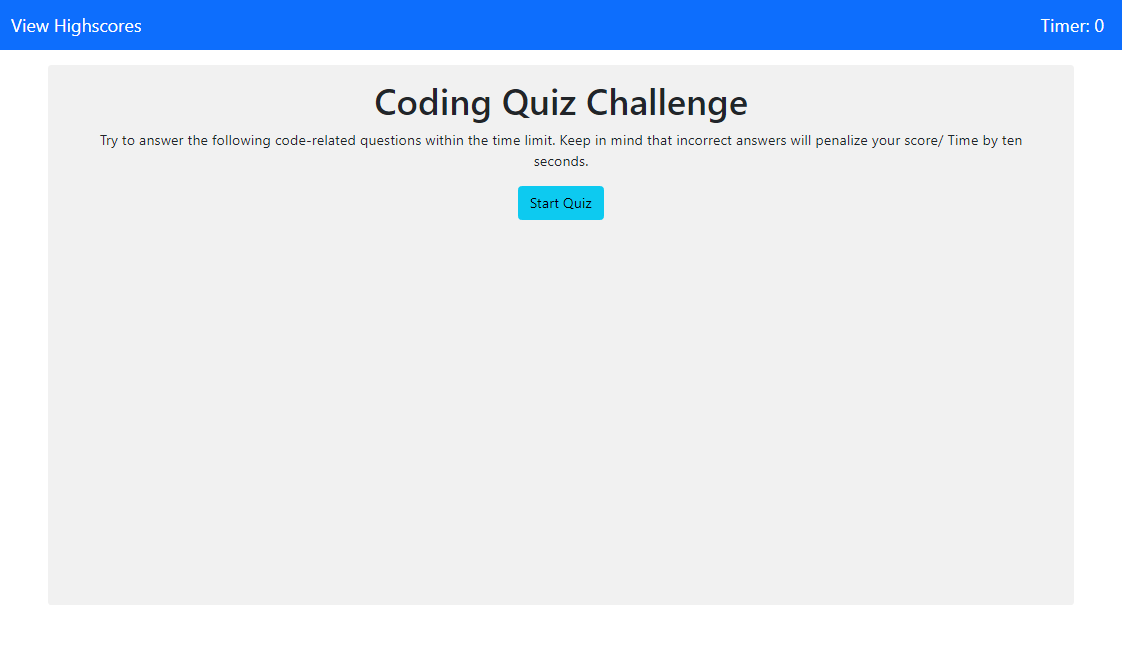 View Highscores
Timer: 0
Coding Quiz Challenge
Try to answer the following code-related questions within the time limit. Keep in mind that incorrect answers will penalize your score/ Time by ten
seconds.
Start Quiz